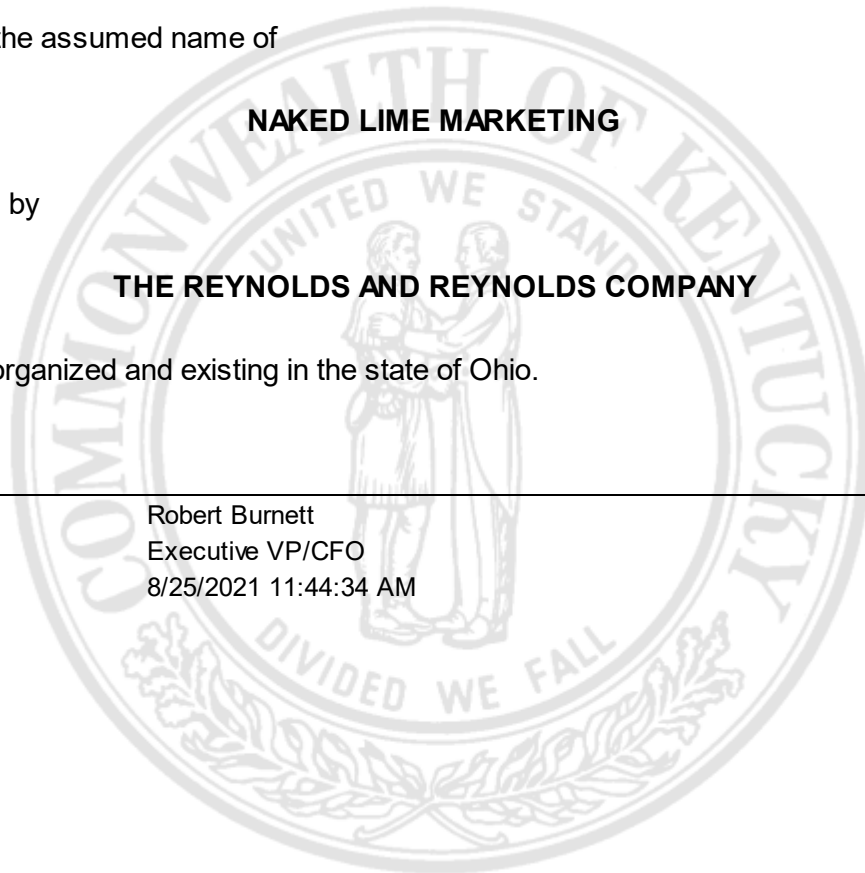 the assumed name of
NAKED LIME MARKETING
by
THE REYNOLDS AND REYNOLDS COMPANY
organized and existing in the state of Ohio.
Robert Burnett
Executive VP/CFO
8/25/2021 11:44:34 AM
COMMONWEALTH OF KENTUCKY
UNITED WE STAND
DIVIDED WE FALL